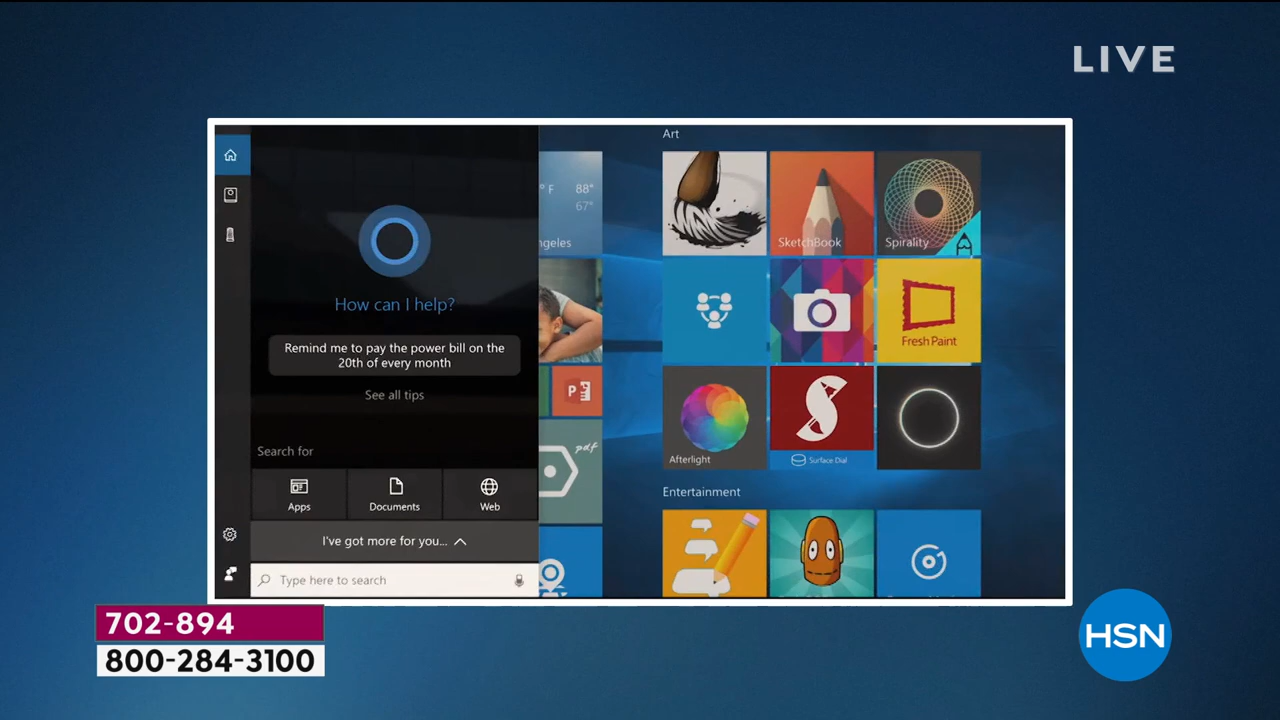 LIVE
Art
° F 88°
67°
ngeles
SketchBook
Spirality
How can I help?
Remind me to pay the power bill on the
20th of every month
See all tips
Fresh Paint
P
pdf
Afterlight
S
Surface Dial
Search for
Apps
Documents
Web
Entertainment
I've got more for you...
Type here to search
702-894
800-284-3100
HSN